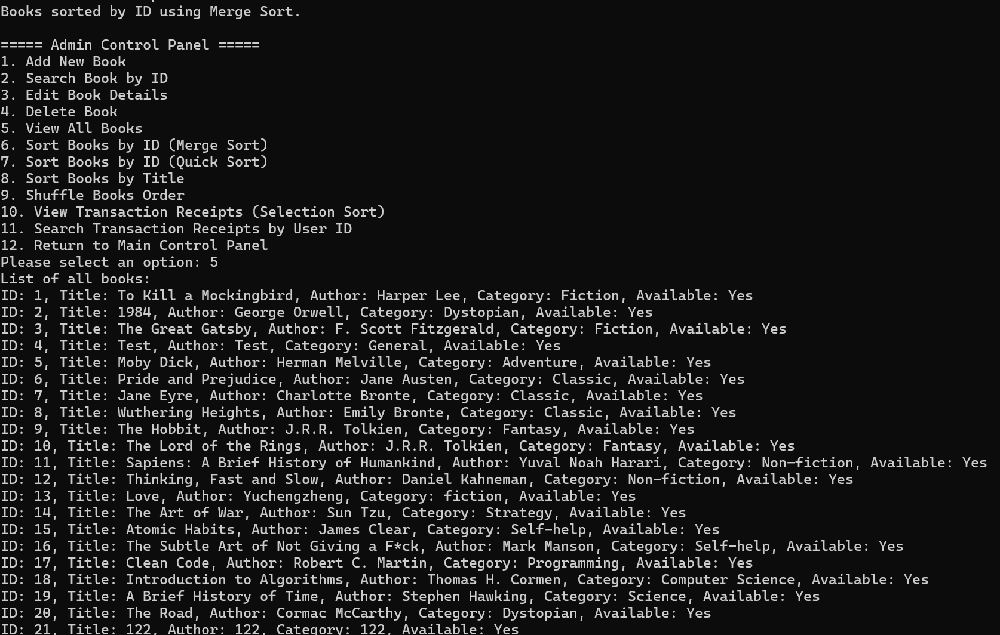 Books sorted by ID using Merge Sort.
===== Admin Control Panel =====
1. Add New Book
2. Search Book by ID
3. Edit Book Details
4. Delete Book
5. View All Books
6. Sort Books by ID (Merge Sort)
7. Sort Books by ID (Quick Sort)
8. Sort Books by Title
9. Shuffle Books Order
10. View Transaction Receipts (Selection Sort)
11. Search Transaction Receipts by User ID
12. Return to Main Control Panel
Please select an option: 5
List of all books:
ID: 1, Title: To Kill a Mockingbird, Author: Harper Lee, Category: Fiction, Available: Yes
ID: 2, Title: 1984, Author: George Orwell, Category: Dystopian, Available: Yes
ID: 3, Title: The Great Gatsby, Author: F. Scott Fitzgerald, Category: Fiction, Available: Yes
ID: 4, Title: Test, Author: Test, Category: General, Available: Yes
ID: 5, Title: Moby Dick, Author: Herman Melville, Category: Adventure, Available: Yes
ID: 6, Title: Pride and Prejudice, Author: Jane Austen, Category: Classic, Available: Yes
ID: 7, Title: Jane Eyre, Author: Charlotte Bronte, Category: Classic, Available: Yes
ID: 8, Title: Wuthering Heights, Author: Emily Bronte, Category: Classic, Available: Yes
ID: 9, Title: The Hobbit, Author: J.R.R. Tolkien, Category: Fantasy, Available: Yes
ID: 10, Title: The Lord of the Rings, Author: J.R.R. Tolkien, Category: Fantasy, Available: Yes
ID: 11, Title: Sapiens: A Brief History of Humankind, Author: Yuval Noah Harari, Category: Non-fiction, Available: Yes
ID: 12, Title: Thinking, Fast and Slow, Author: Daniel Kahneman, Category: Non-fiction, Available: Yes
ID: 13, Title: Love, Author: Yuchengzheng, Category: fiction, Available: Yes
ID: 14, Title: The Art of War, Author: Sun Tzu, Category: Strategy, Available: Yes
ID: 15, Title: Atomic Habits, Author: James Clear, Category: Self-help, Available: Yes
ID: 16, Title: The Subtle Art of Not Giving a F*ck, Author: Mark Manson, Category: Self-help, Available: Yes
ID: 17, Title: Clean Code, Author: Robert C. Martin, Category: Programming, Available: Yes
ID: 18, Title: Introduction to Algorithms, Author: Thomas H. Cormen, Category: Computer Science, Available: Yes
ID: 19, Title: A Brief History of Time, Author: Stephen Hawking, Category: Science, Available: Yes
ID: 20, Title: The Road, Author: Cormac McCarthy, Category: Dystopian, Available: Yes
ID: 21, Title: 122, Author: 122, Category: 122, Available: Yes